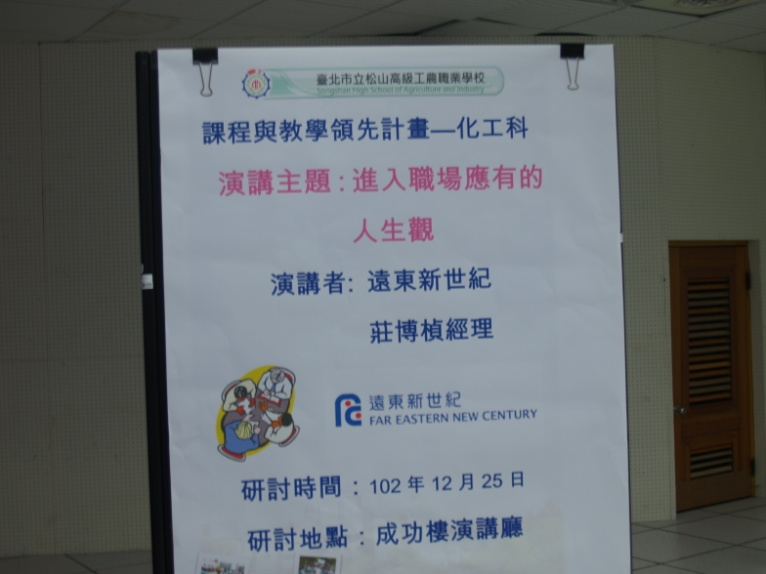 臺北市立松山高級工農職業學校
Songshan High School of Agriculture and Industry
課程與教學領先計畫—化工科
演講主題：進入職場應有的
人生觀
演講者: 遠東新世紀
莊博楨經理
遠東新世紀
FAR EASTERN NEW CENTURY
研討時間：102 年 12 月 25 日
研討地點：成功樓演講廳